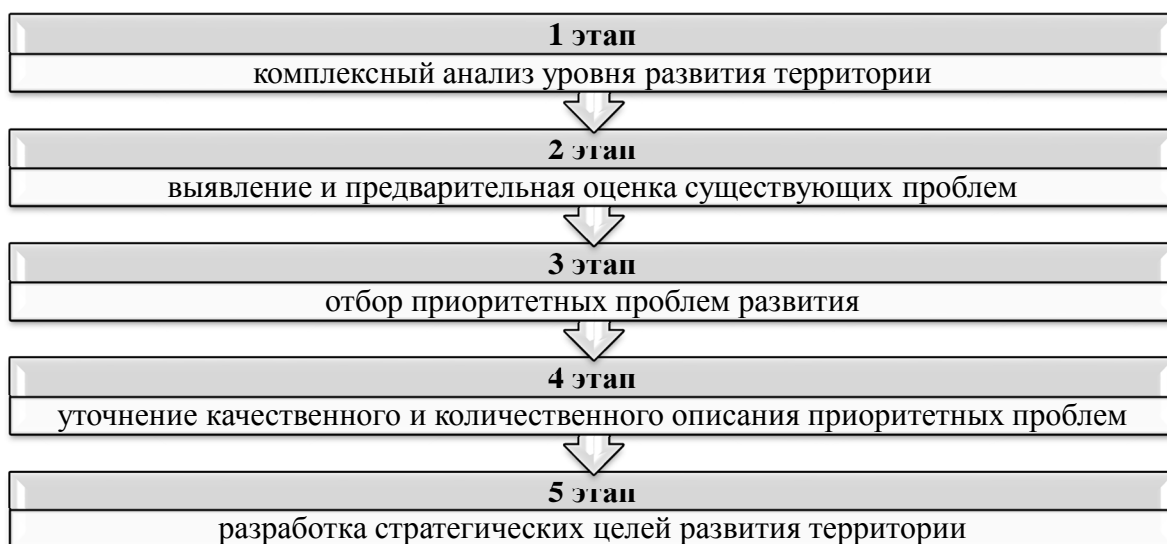 1 этап
комплексный анализ уровня развития территории
2 этап
выявление и предварительная оценка существующих проблем
3 этап
отбор приоритетных проблем развития
4 этап
уточнение качественного и количественного описания приоритетных проблем
5 этап
разработка стратегических целей развития территории